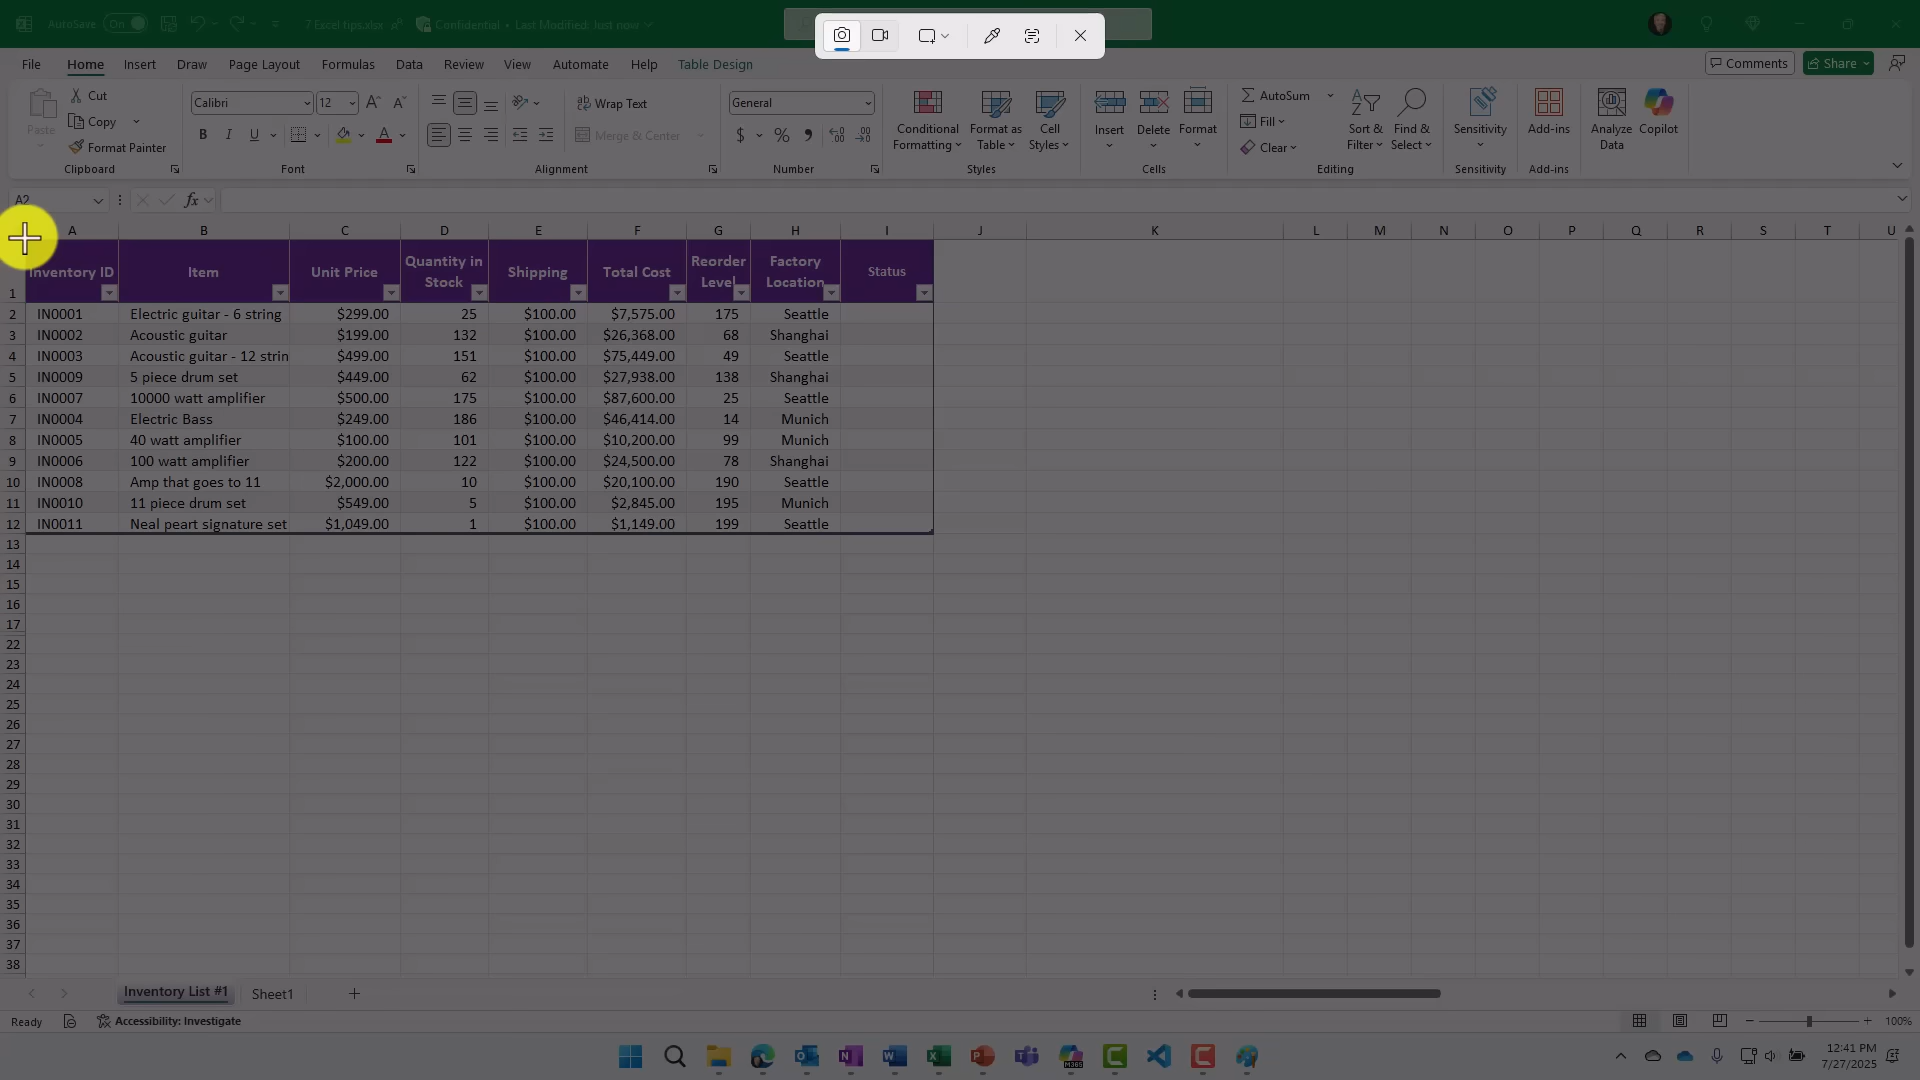 AutoSave On 7 Excel tips.xlsx Confidential • Last Modified: Just now
File Home Insert Draw Page Layout Formulas Data Review View Automate Help Table Design Comments Share
Paste Cut Copy Format Painter Clipboard
Calibri 12 B I U A Font
Wrap Text Merge & Center Alignment
General $ % Number
Conditional Formatting Format as Table Cell Styles Styles
Insert Delete Format Cells
AutoSum Fill Clear Sort & Filter Find & Select Editing
Sensitivity Sensitivity
Add-ins Add-ins
Analyze Data Copilot
A2 fx
A B C D E F G H I J K L M N O P Q R S T U
1 Inventory ID Item Unit Price Quantity in Stock Shipping Total Cost Reorder Level Factory Location Status
2 IN0001 Electric guitar - 6 string $299.00 25 $100.00 $7,575.00 175 Seattle
3 IN0002 Acoustic guitar $199.00 132 $100.00 $26,368.00 68 Shanghai
4 IN0003 Acoustic guitar - 12 strin $499.00 151 $100.00 $75,449.00 49 Seattle
5 IN0009 5 piece drum set $449.00 62 $100.00 $27,938.00 138 Shanghai
6 IN0007 10000 watt amplifier $500.00 175 $100.00 $87,600.00 25 Seattle
7 IN0004 Electric Bass $249.00 186 $100.00 $46,414.00 14 Munich
8 IN0005 40 watt amplifier $100.00 101 $100.00 $10,200.00 99 Munich
9 IN0006 100 watt amplifier $200.00 122 $100.00 $24,500.00 78 Shanghai
10 IN0008 Amp that goes to 11 $2,000.00 10 $100.00 $20,100.00 190 Seattle
11 IN0010 11 piece drum set $549.00 5 $100.00 $2,845.00 195 Munich
12 IN0011 Neal peart signature set $1,049.00 1 $100.00 $1,149.00 199 Seattle
13
14
15
16
17
22
23
24
25
26
27
28
29
30
31
32
33
34
35
36
37
38
Inventory List #1 Sheet1
Ready Accessibility: Investigate 100%
M365
12:41 PM
7/27/2025